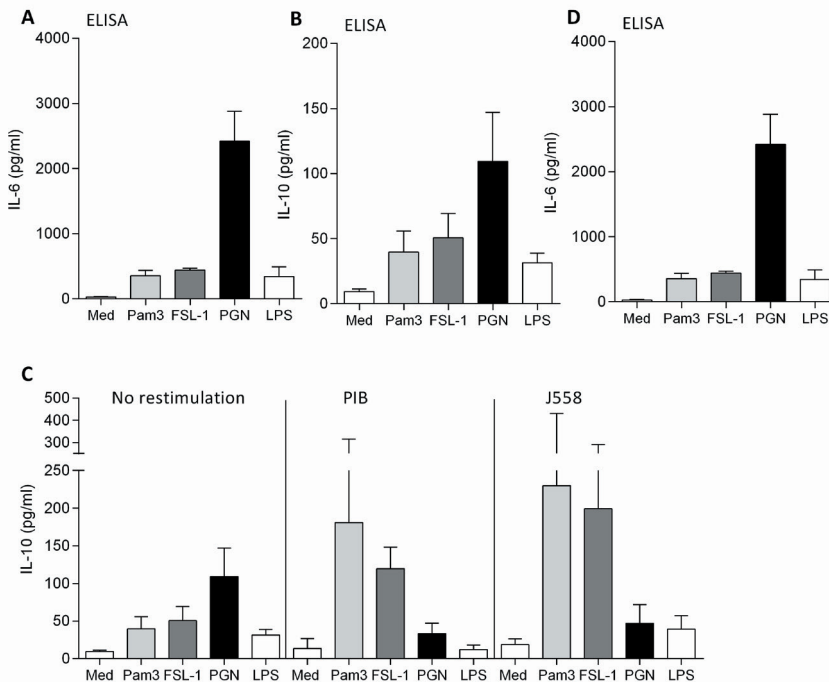 A
ELISA
4000
3000
2000
1000
0
IL-6 (pg/ml)
Med Pam3 FSL-1 PGN LPS
B
ELISA
200
150
100
50
0
IL-10 (pg/ml)
Med Pam3 FSL-1 PGN LPS
D
ELISA
4000
3000
2000
1000
0
IL-6 (pg/ml)
Med Pam3 FSL-1 PGN LPS
C
No restimulation PIB J558
500
400
300
200
250
200
150
100
50
0
IL-10 (pg/ml)
Med Pam3 FSL-1 PGN LPS Med Pam3 FSL-1 PGN LPS Med Pam3 FSL-1 PGN LPS